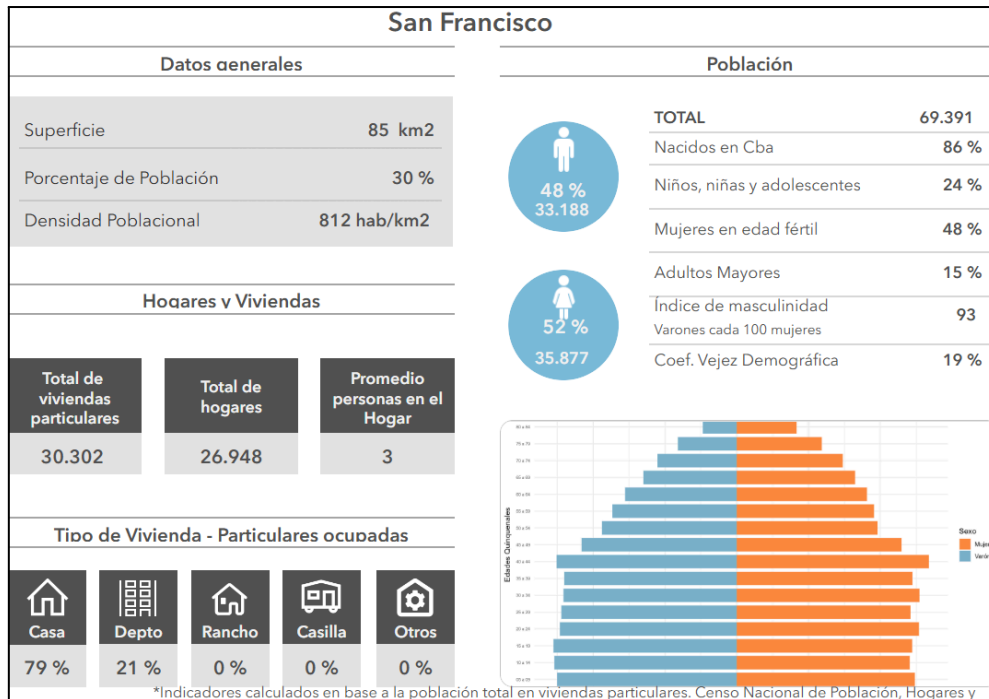 San Francisco
Datos generales
Superficie 85 km2
Porcentaje de Población 30 %
Densidad Poblacional 812 hab/km2
Hogares y Viviendas
Total de viviendas particulares
30.302
Total de hogares
26.948
Promedio personas en el Hogar
3
Tipo de Vivienda - Particulares ocupadas
Casa
79 %
Depto
21 %
Rancho
0 %
Casilla
0 %
Otros
0 %
Población
48 %
33.188
52 %
35.877
TOTAL 69.391
Nacidos en Cba 86 %
Niños, niñas y adolescentes 24 %
Mujeres en edad fértil 48 %
Adultos Mayores 15 %
Índice de masculinidad 93
Varones cada 100 mujeres
Coef. Vejez Demográfica 19 %
Edades Quinquenales
Sexo
*Indicadores calculados en base a la población total en viviendas particulares. Censo Nacional de Población, Hogares y